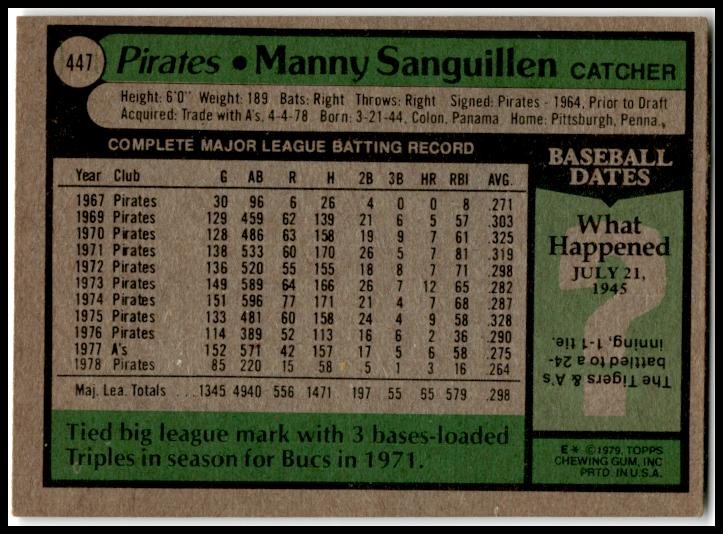 447
Pirates • Manny Sanguillen CATCHER
Height: 6'0" Weight: 189 Bats: Right Throws: Right Signed: Pirates - 1964, Prior to Draft
Acquired: Trade with A's, 4-4-78 Born: 3-21-44, Colon, Panama Home: Pittsburgh, Penna.
COMPLETE MAJOR LEAGUE BATTING RECORD
Year Club G AB R H 2B 3B HR RBI AVG.
1967 Pirates 30 96 6 26 4 0 0 8 .271
1969 Pirates 129 459 62 139 21 6 5 57 .303
1970 Pirates 128 486 63 158 19 9 7 61 .325
1971 Pirates 138 533 60 170 26 5 7 81 .319
1972 Pirates 136 520 55 155 18 8 7 71 .298
1973 Pirates 149 589 64 166 26 7 12 65 .282
1974 Pirates 151 596 77 171 21 4 7 68 .287
1975 Pirates 133 481 60 158 24 4 9 58 .328
1976 Pirates 114 389 52 113 16 6 2 36 .290
1977 A's 152 571 42 157 17 5 6 58 .275
1978 Pirates 85 220 15 58 5 1 3 16 .264
Maj. Lea. Totals 1345 4940 556 1471 197 55 55 579 .298
Tied big league mark with 3 bases-loaded
Triples in season for Bucs in 1971.
BASEBALL
DATES
What
Happened
JULY 21,
1945
?
The Tigers & A's
battled to a 24-
inning, 1-1 tie.
E* © 1979, TOPPS
CHEWING GUM, INC
PRTD. IN U.S.A.